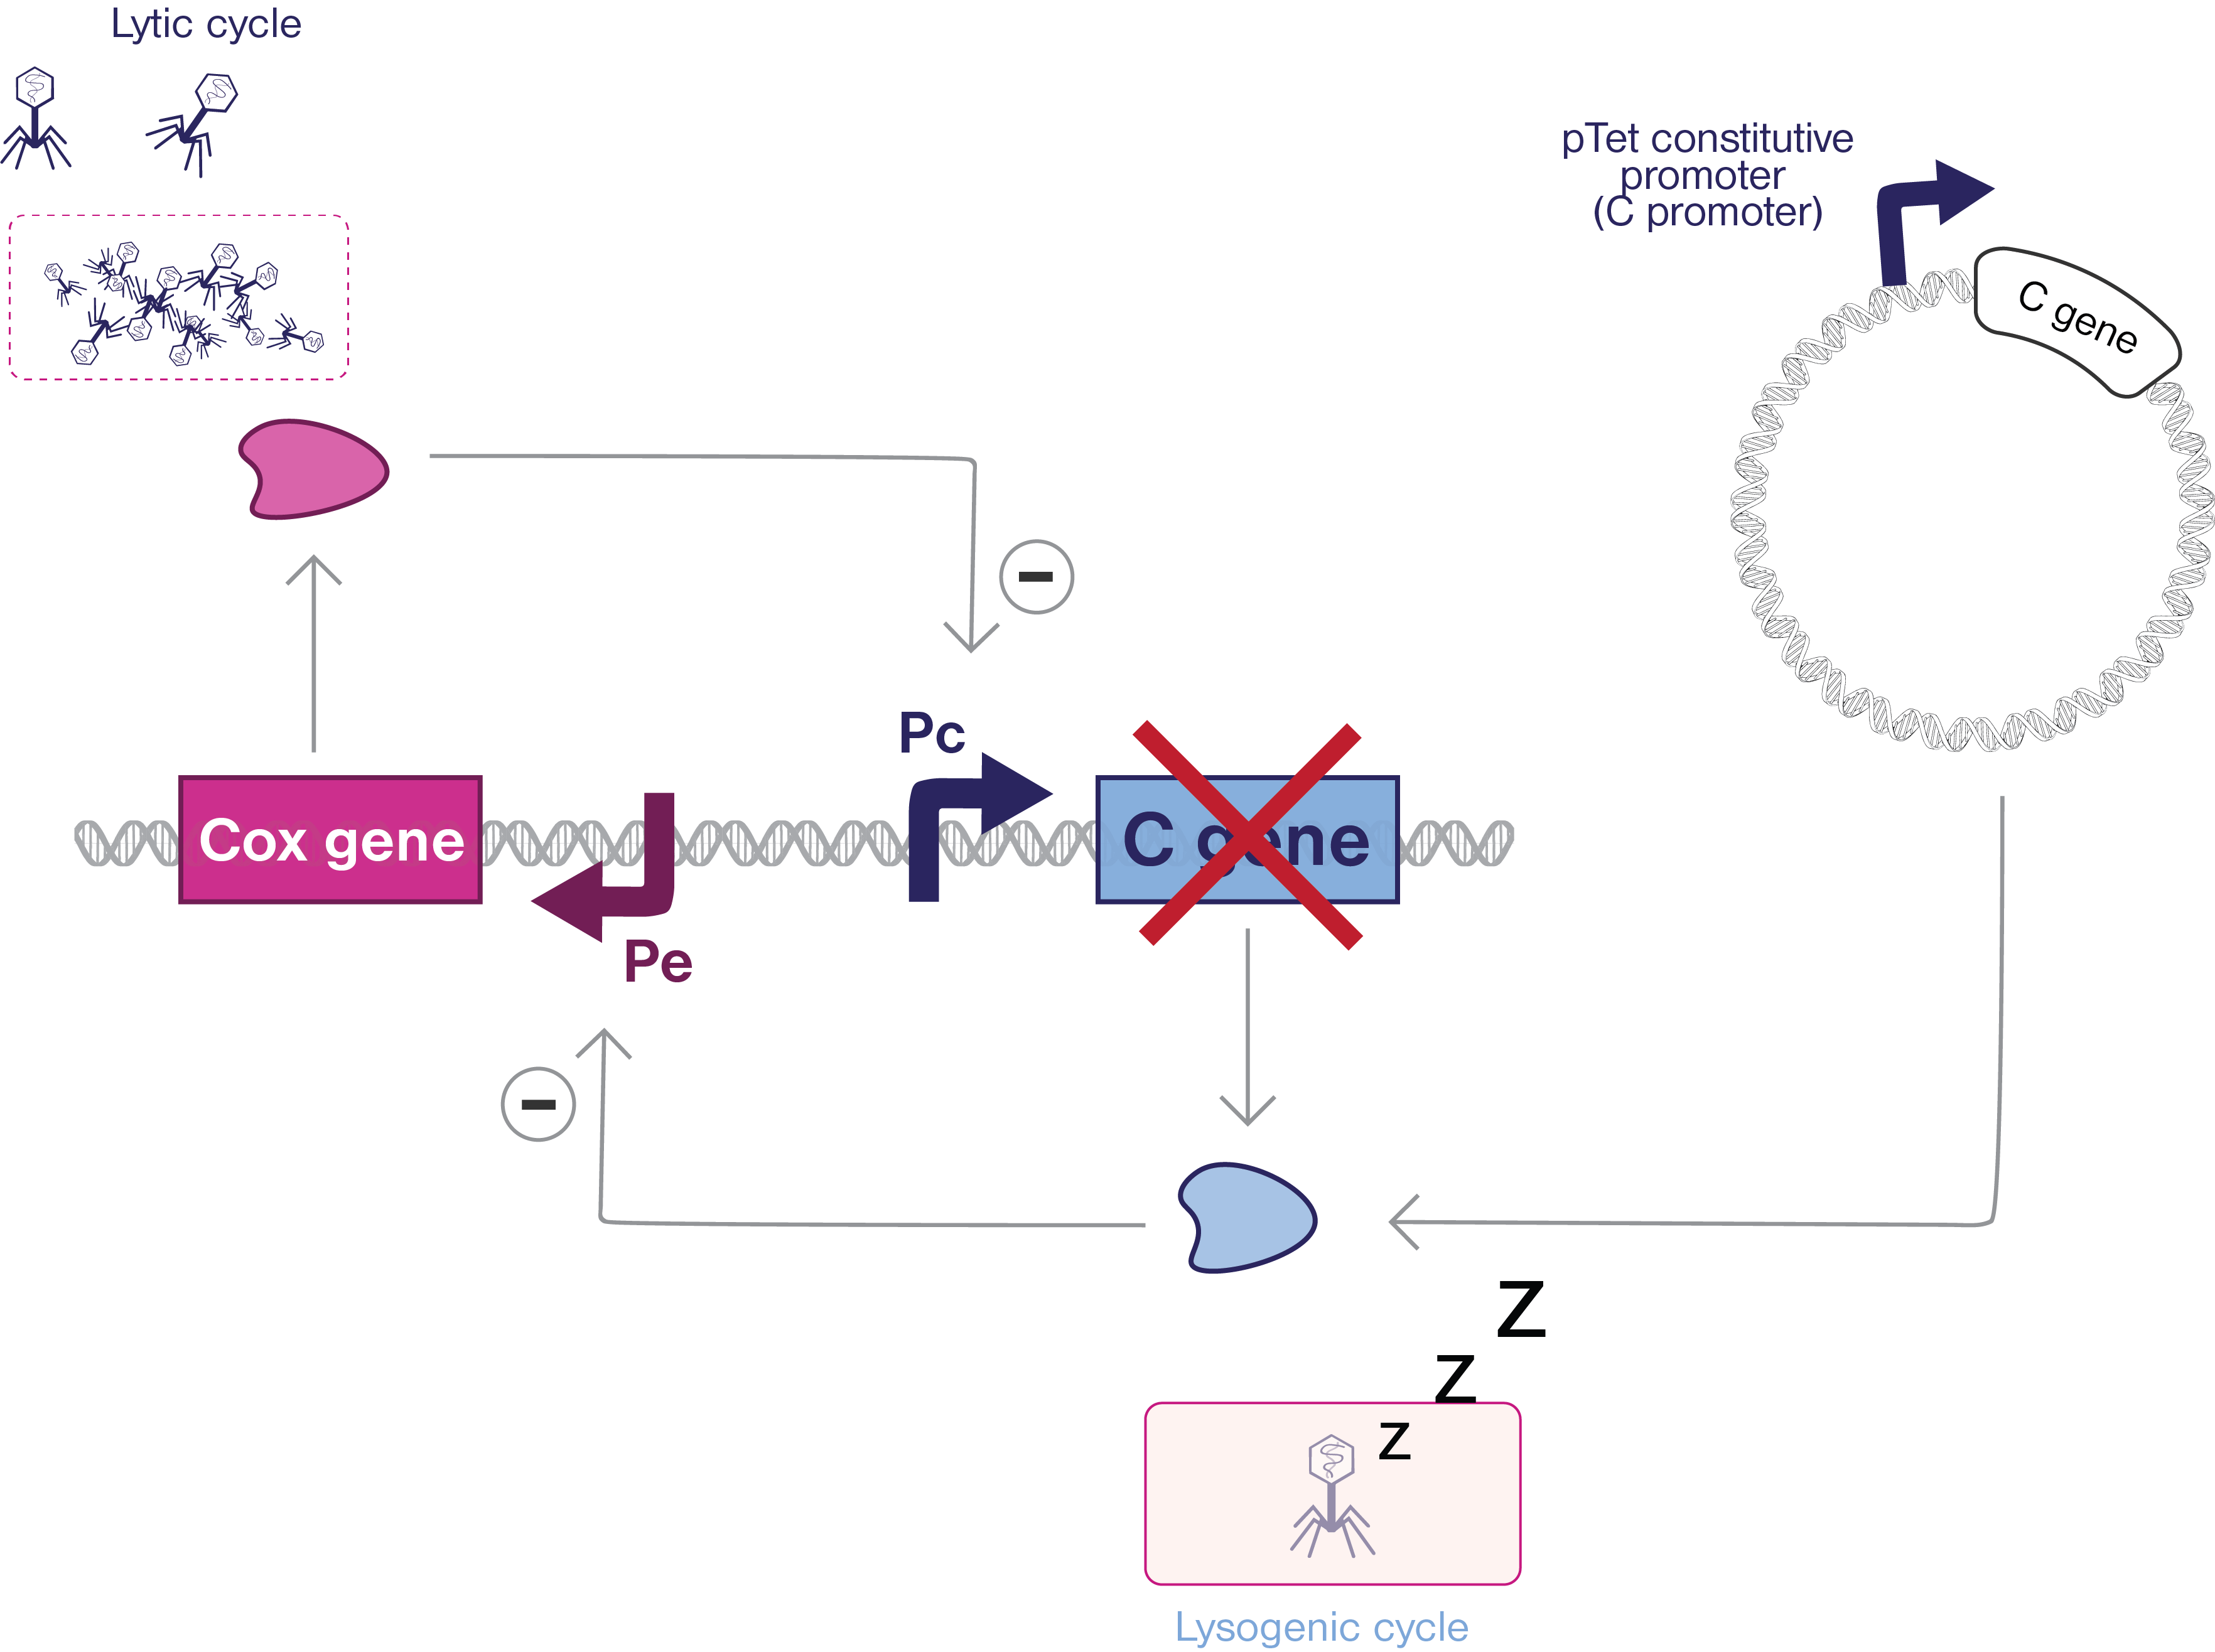 Lytic cycle
pTet constitutive
promoter
(C promoter)
C gene
Pc
Cox gene
C gene
Pe
Z
Z
Z
Lysogenic cycle